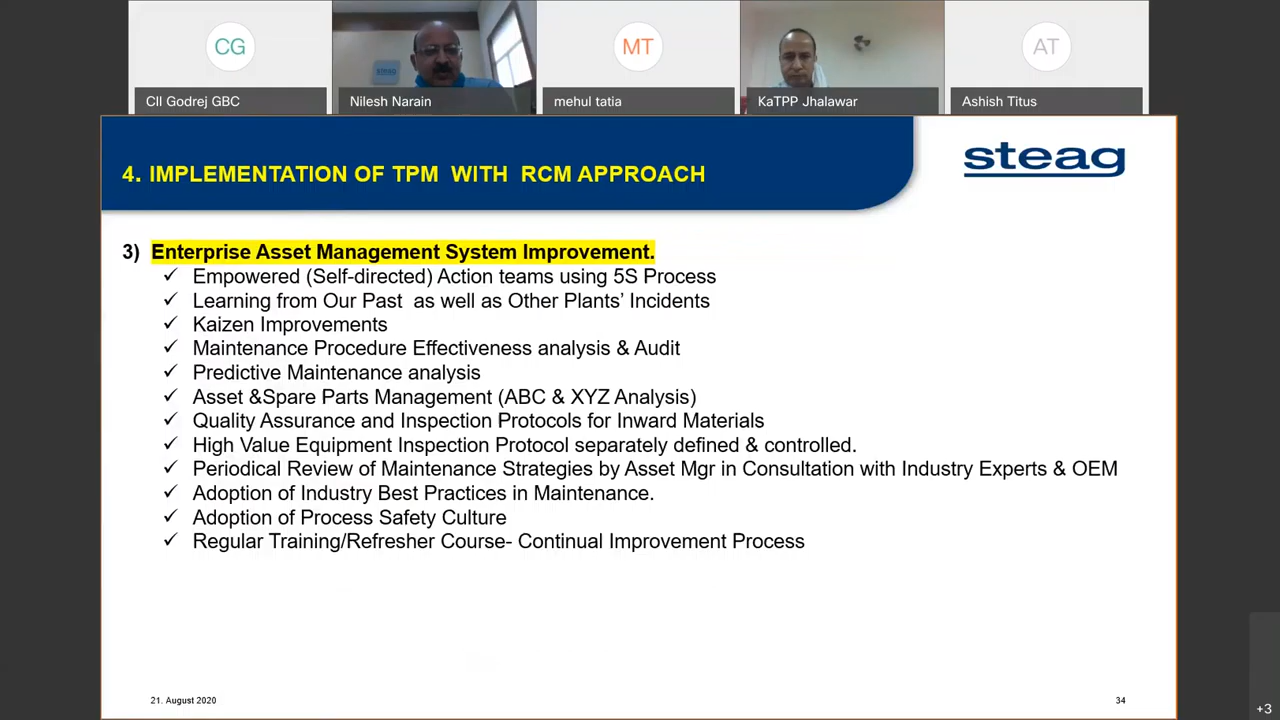 CG
CII Godrej GBC
steag
Nilesh Narain
MT
mehul tatia
KaTPP Jhalawar
AT
Ashish Titus
4. IMPLEMENTATION OF TPM WITH RCM APPROACH
steag
3) Enterprise Asset Management System Improvement.
✓ Empowered (Self-directed) Action teams using 5S Process
✓ Learning from Our Past as well as Other Plants’ Incidents
✓ Kaizen Improvements
✓ Maintenance Procedure Effectiveness analysis & Audit
✓ Predictive Maintenance analysis
✓ Asset &Spare Parts Management (ABC & XYZ Analysis)
✓ Quality Assurance and Inspection Protocols for Inward Materials
✓ High Value Equipment Inspection Protocol separately defined & controlled.
✓ Periodical Review of Maintenance Strategies by Asset Mgr in Consultation with Industry Experts & OEM
✓ Adoption of Industry Best Practices in Maintenance.
✓ Adoption of Process Safety Culture
✓ Regular Training/Refresher Course- Continual Improvement Process
21. August 2020
34
+3